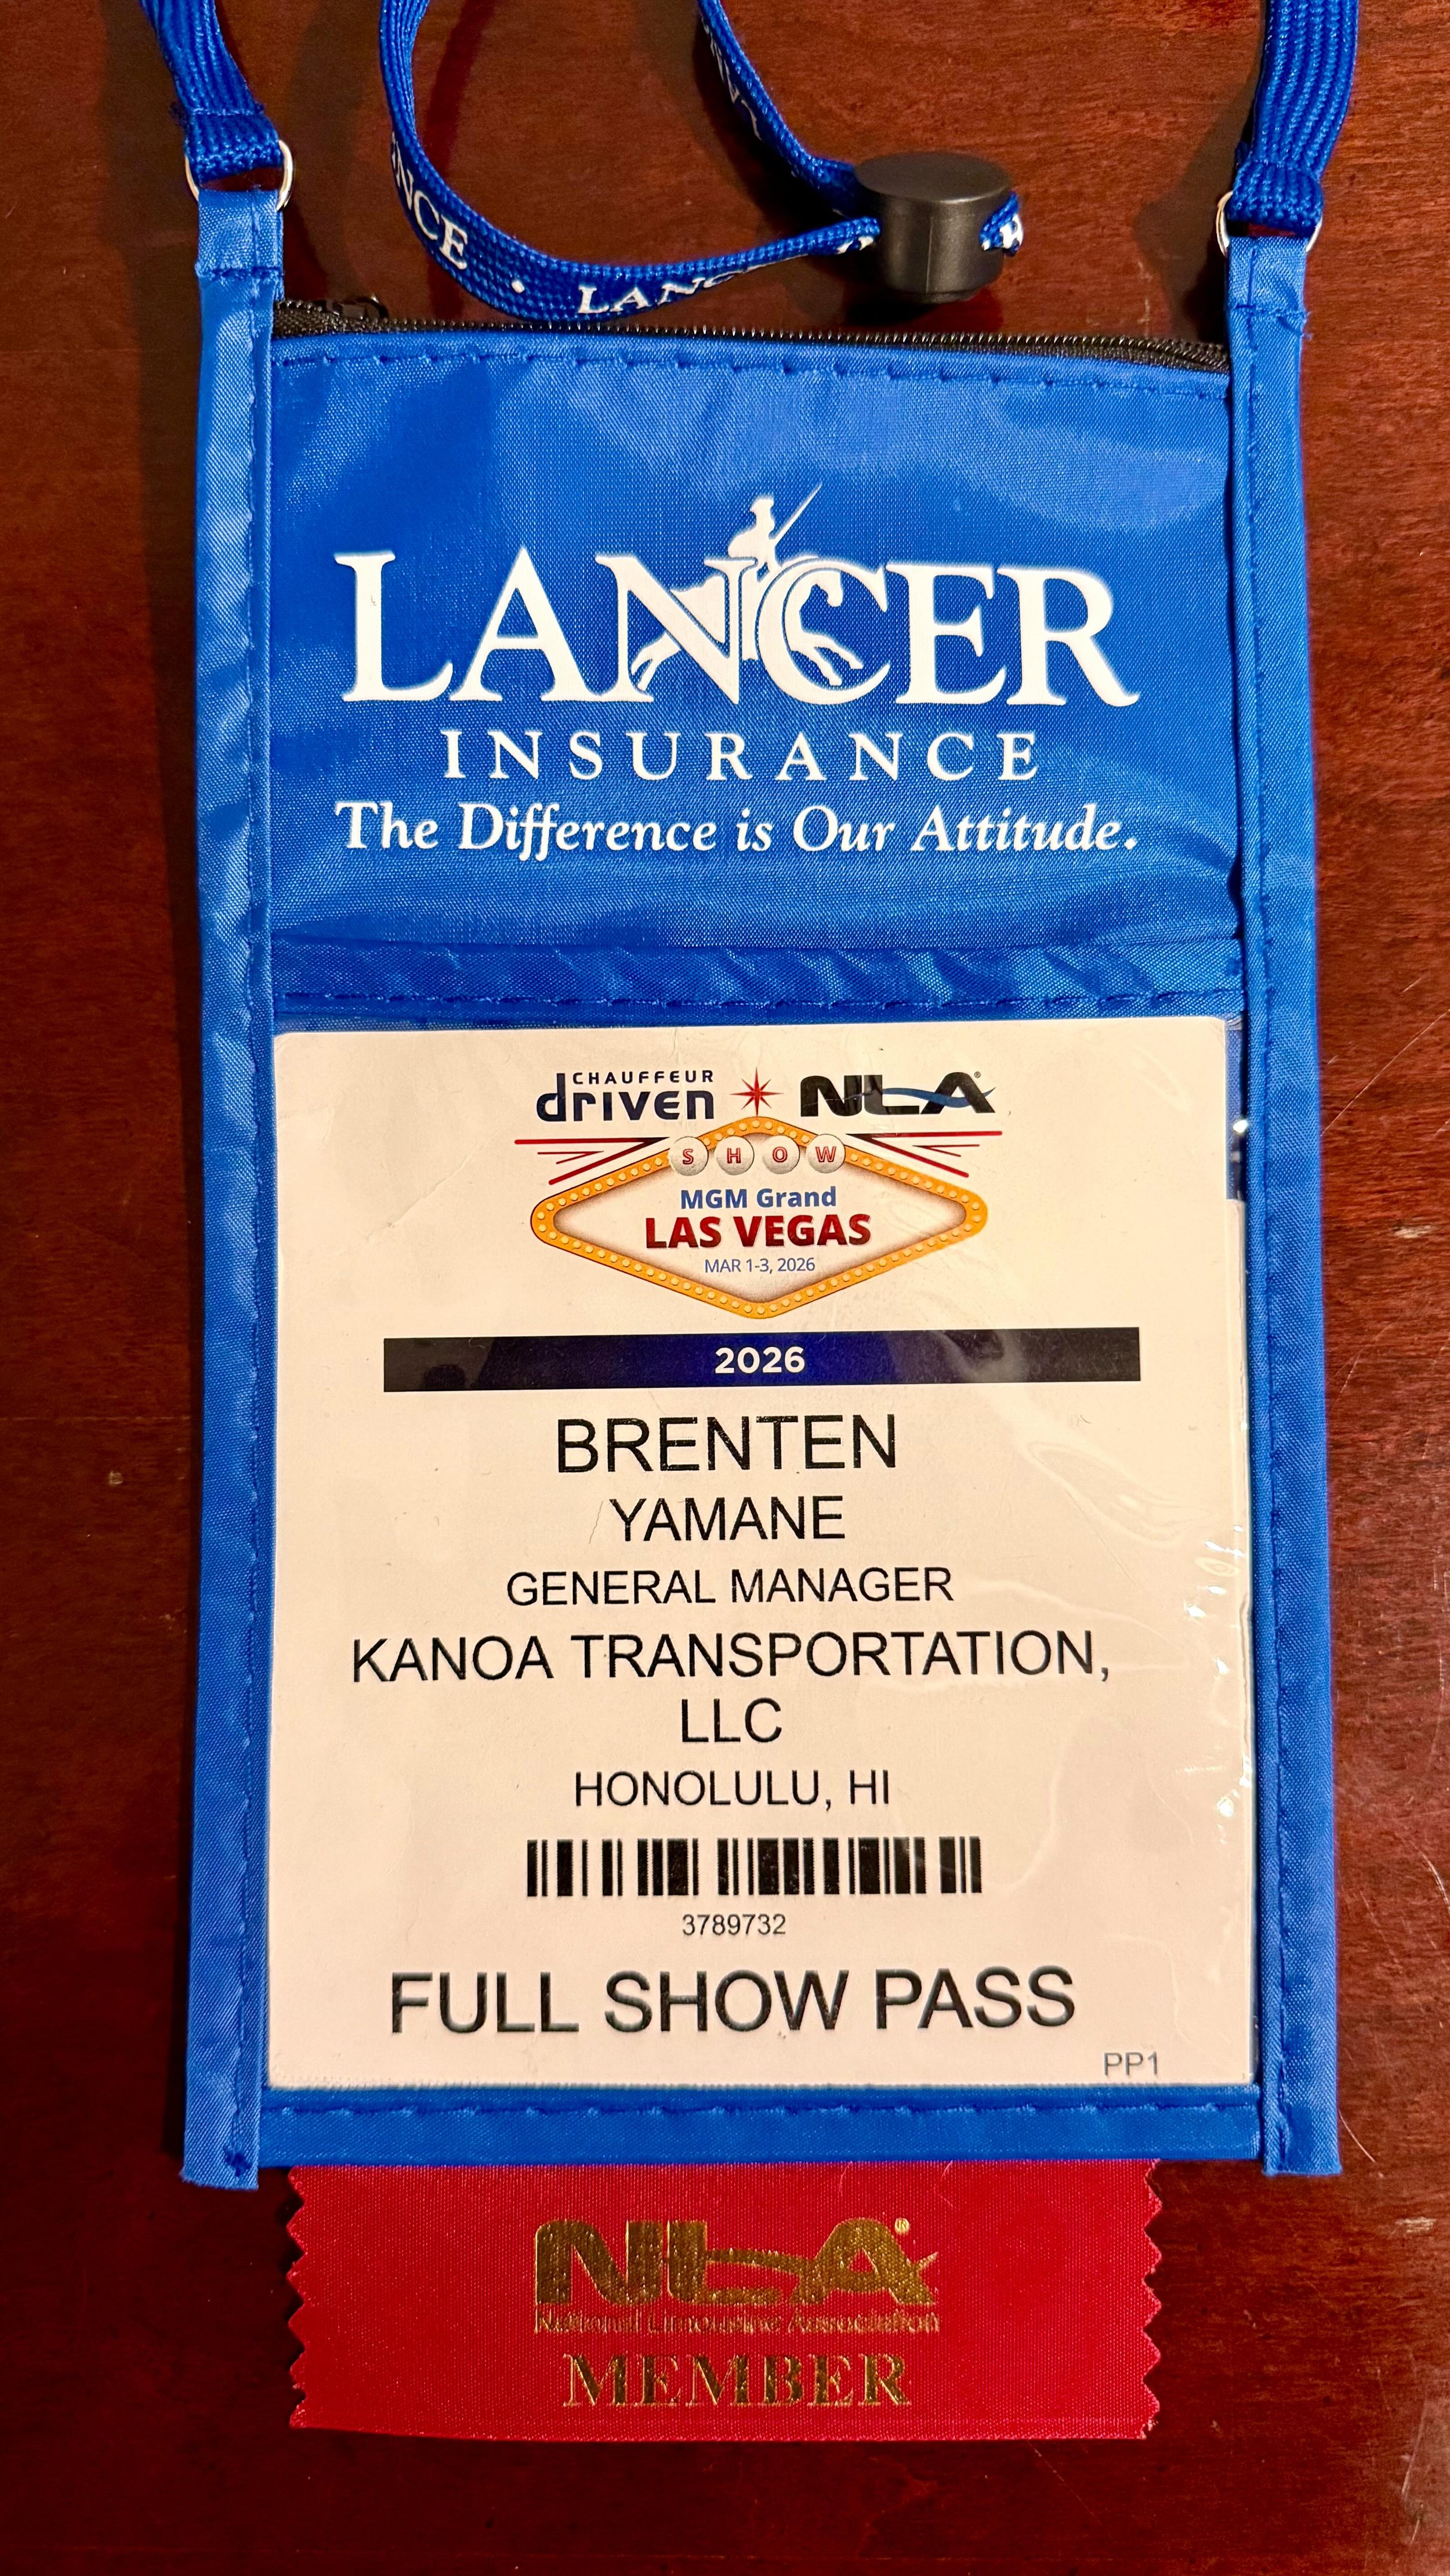 NCE
•
LANC
LANCER
INSURANCE
The Difference is Our Attitude.
CHAUFFEUR
driven
NLA®
SHOW
MGM Grand
LAS VEGAS
MAR 1-3, 2026
2026
BRENTEN
YAMANE
GENERAL MANAGER
KANOA TRANSPORTATION,
LLC
HONOLULU, HI
3789732
FULL SHOW PASS
PP1
NLA®
National Limousine Association
MEMBER